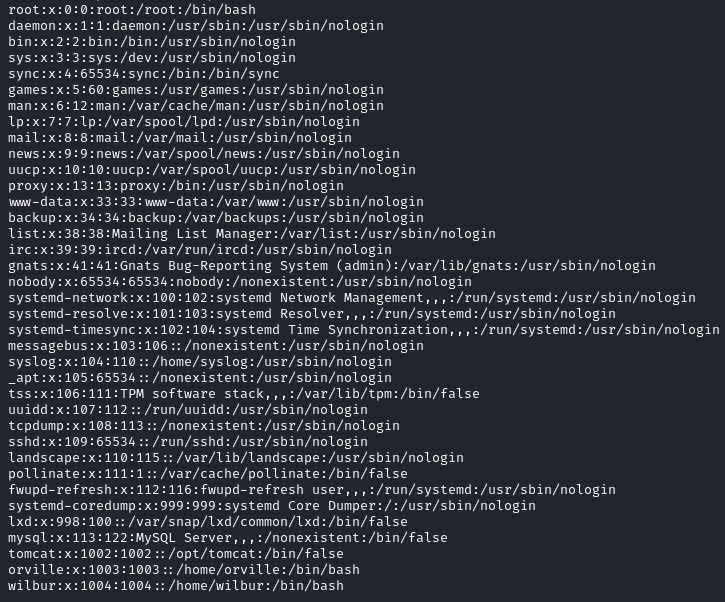 root:x:0:0:root:/root:/bin/bash
daemon:x:1:1:daemon:/usr/sbin:/usr/sbin/nologin
bin:x:2:2:bin:/bin:/usr/sbin/nologin
sys:x:3:3:sys:/dev:/usr/sbin/nologin
sync:x:4:65534:sync:/bin:/bin/sync
games:x:5:60:games:/usr/games:/usr/sbin/nologin
man:x:6:12:man:/var/cache/man:/usr/sbin/nologin
lp:x:7:7:lp:/var/spool/lpd:/usr/sbin/nologin
mail:x:8:8:mail:/var/mail:/usr/sbin/nologin
news:x:9:9:news:/var/spool/news:/usr/sbin/nologin
uucp:x:10:10:uucp:/var/spool/uucp:/usr/sbin/nologin
proxy:x:13:13:proxy:/bin:/usr/sbin/nologin
www-data:x:33:33:www-data:/var/www:/usr/sbin/nologin
backup:x:34:34:backup:/var/backups:/usr/sbin/nologin
list:x:38:38:Mailing List Manager:/var/list:/usr/sbin/nologin
irc:x:39:39:ircd:/var/run/ircd:/usr/sbin/nologin
gnats:x:41:41:Gnats Bug-Reporting System (admin):/var/lib/gnats:/usr/sbin/nologin
nobody:x:65534:65534:nobody:/nonexistent:/usr/sbin/nologin
systemd-network:x:100:102:systemd Network Management,,,:/run/systemd:/usr/sbin/nologin
systemd-resolve:x:101:103:systemd Resolver,,,:/run/systemd:/usr/sbin/nologin
systemd-timesync:x:102:104:systemd Time Synchronization,,,:/run/systemd:/usr/sbin/nologin
messagebus:x:103:106::/nonexistent:/usr/sbin/nologin
syslog:x:104:110::/home/syslog:/usr/sbin/nologin
_apt:x:105:65534::/nonexistent:/usr/sbin/nologin
tss:x:106:111:TPM software stack,,,:/var/lib/tpm:/bin/false
uuidd:x:107:112::/run/uuidd:/usr/sbin/nologin
tcpdump:x:108:113::/nonexistent:/usr/sbin/nologin
sshd:x:109:65534::/run/sshd:/usr/sbin/nologin
landscape:x:110:115::/var/lib/landscape:/usr/sbin/nologin
pollinate:x:111:1::/var/cache/pollinate:/bin/false
fwupd-refresh:x:112:116:fwupd-refresh user,,,:/run/systemd:/usr/sbin/nologin
systemd-coredump:x:999:999:systemd Core Dumper:/:/usr/sbin/nologin
lxd:x:998:100::/var/snap/lxd/common/lxd:/bin/false
mysql:x:113:122:MySQL Server,,,:/nonexistent:/bin/false
tomcat:x:1002:1002::/opt/tomcat:/bin/false
orville:x:1003:1003::/home/orville:/bin/bash
wilbur:x:1004:1004::/home/wilbur:/bin/bash